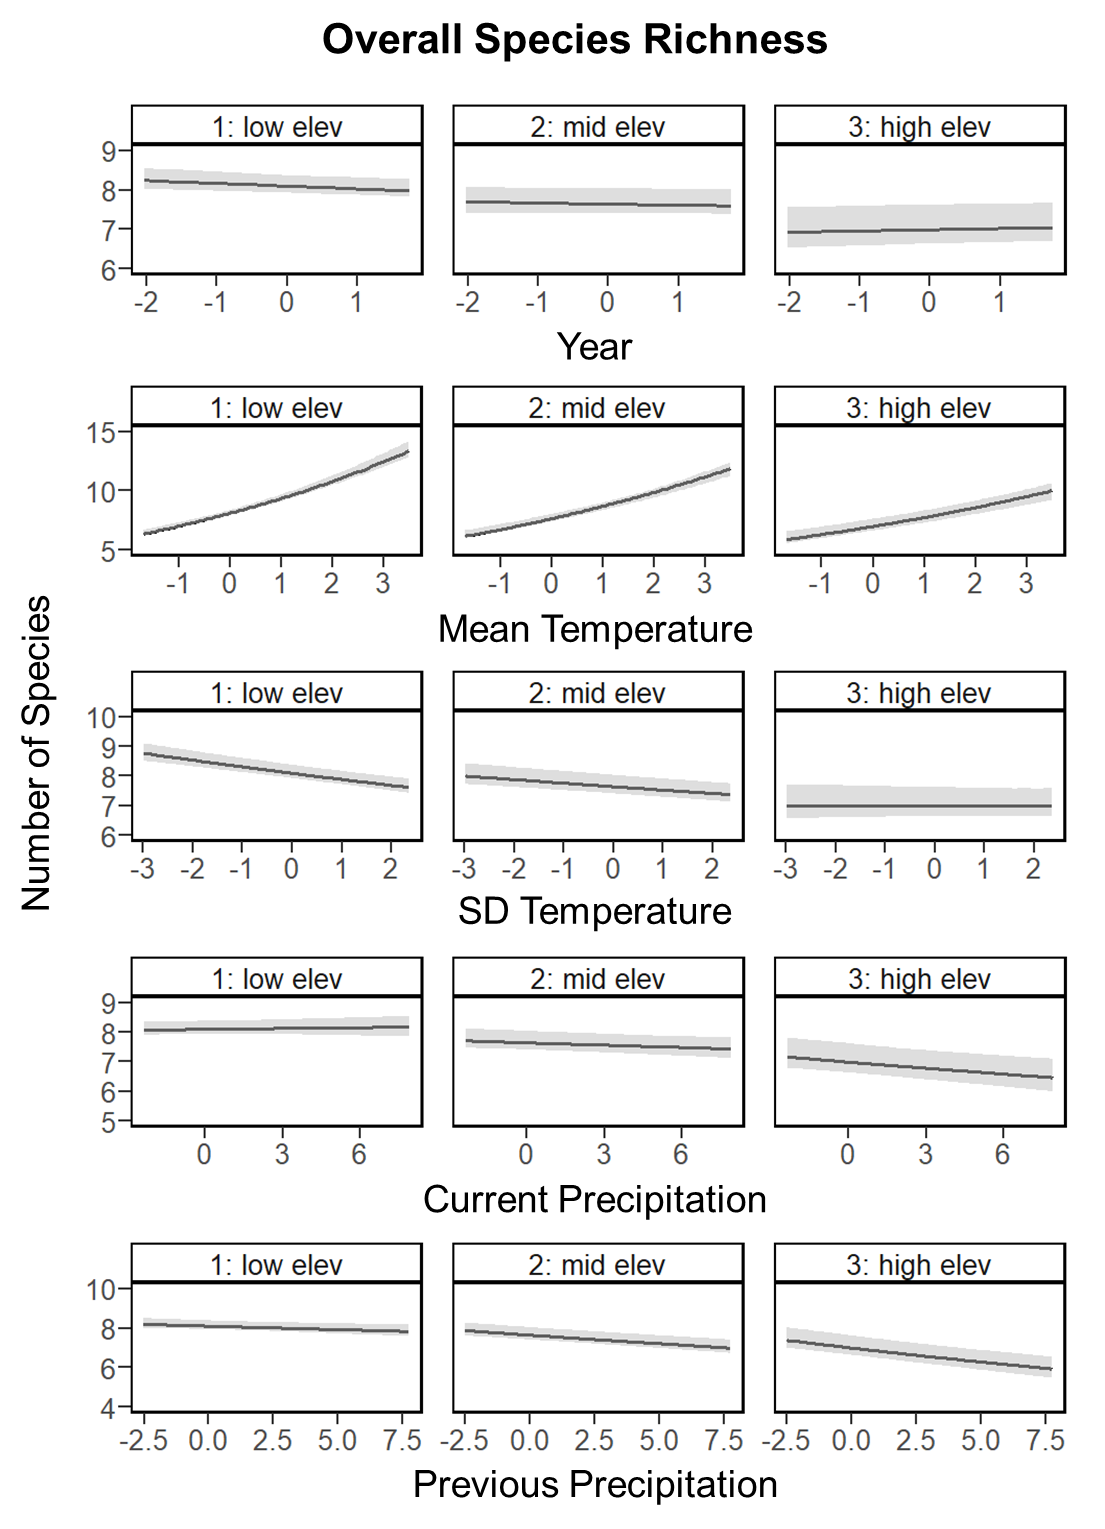 Overall Species Richness
Number of Species
1: low elev 2: mid elev 3: high elev
9
8
7
6
-2 -1 0 1 -2 -1 0 1 -2 -1 0 1
Year
1: low elev 2: mid elev 3: high elev
15
10
5
-1 0 1 2 3 -1 0 1 2 3 -1 0 1 2 3
Mean Temperature
1: low elev 2: mid elev 3: high elev
10
9
8
7
6
-3 -2 -1 0 1 2 -3 -2 -1 0 1 2 -3 -2 -1 0 1 2
SD Temperature
1: low elev 2: mid elev 3: high elev
9
8
7
6
5
0 3 6 0 3 6 0 3 6
Current Precipitation
1: low elev 2: mid elev 3: high elev
10
8
6
4
-2.5 0.0 2.5 5.0 7.5 -2.5 0.0 2.5 5.0 7.5 -2.5 0.0 2.5 5.0 7.5
Previous Precipitation